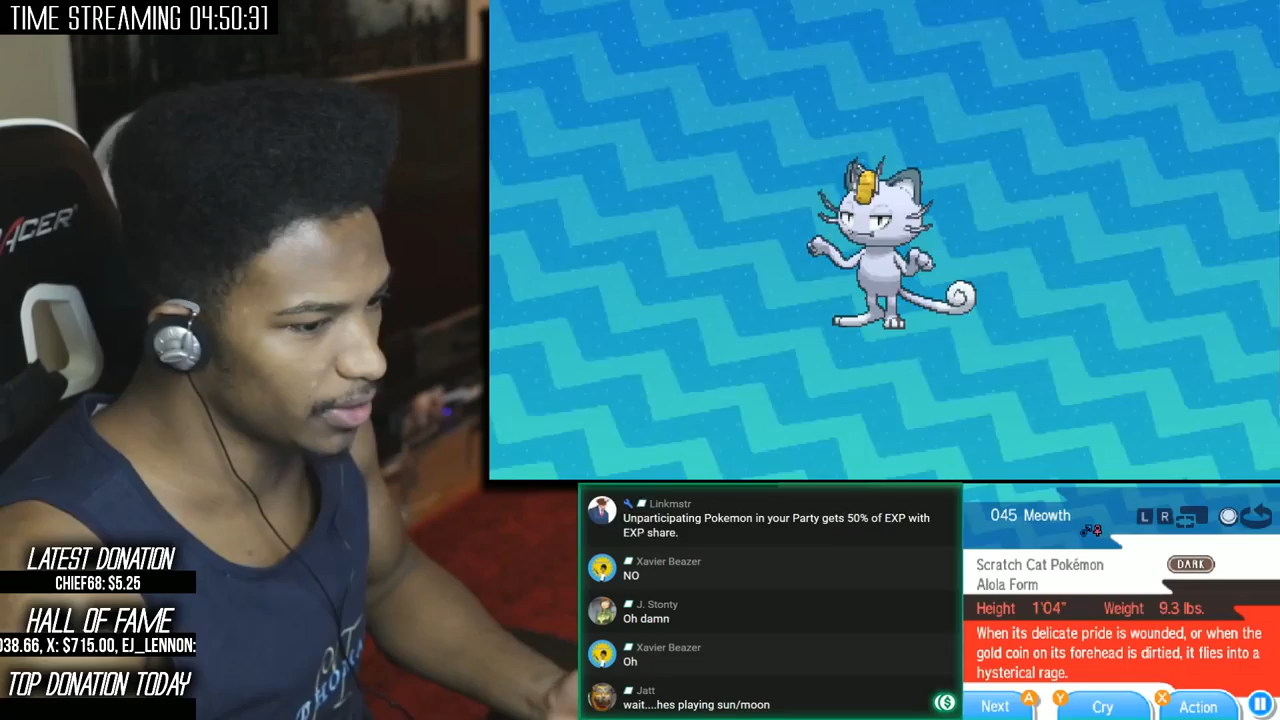 TIME STREAMING 04:50:31
ACER
LATEST DONATION
CHIEF68: $5.25
HALL OF FAME
038.66, X: $715.00, EJ_LENNON:
TOP DONATION TODAY
Linkmstr
Unparticipating Pokemon in your Party gets 50% of EXP with
EXP share.
Xavier Beazer
NO
J. Stonty
Oh damn
Xavier Beazer
Oh
Jatt
wait....hes playing sun/moon
045 Meowth
L R
Scratch Cat Pokémon
DARK
Alola Form
Height 1'04" Weight 9.3 lbs.
When its delicate pride is wounded, or when the
gold coin on its forehead is dirtied, it flies into a
hysterical rage.
Next A Y Cry X Action